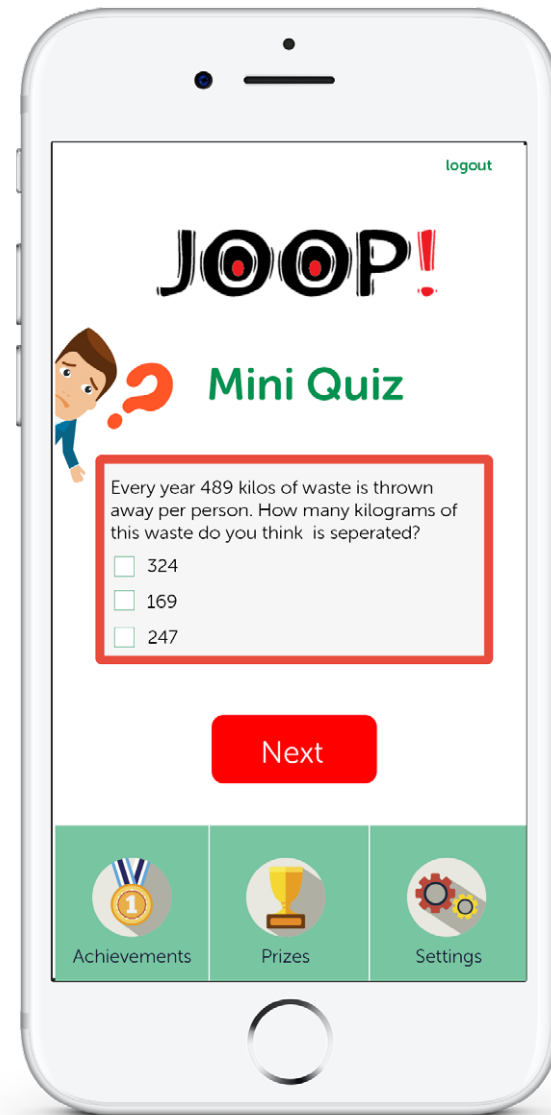 logout
JOOP!
Mini Quiz
Every year 489 kilos of waste is thrown
away per person. How many kilograms of
this waste do you think  is seperated?
324
169
247
Next
1
Achievements
Prizes
Settings